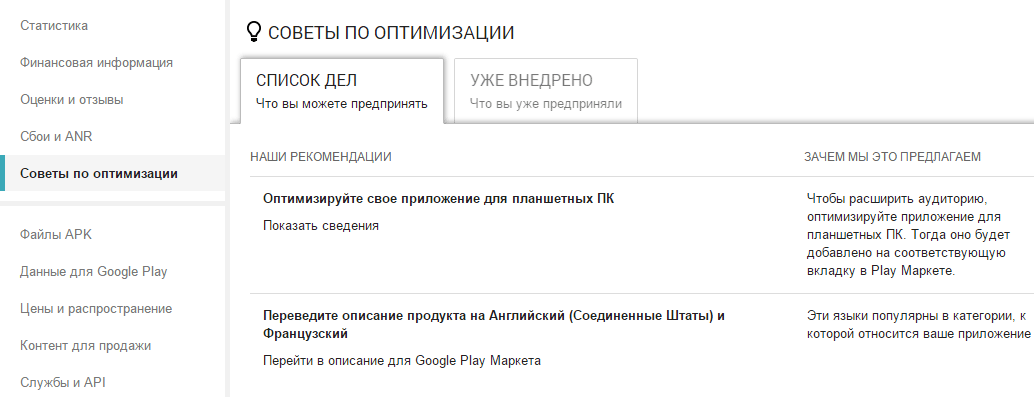 Статистика
Финансовая информация
Оценки и отзывы
Сбои и ANR
Советы по оптимизации
Файлы APK
Данные для Google Play
Цены и распространение
Контент для продажи
Службы и API
СОВЕТЫ ПО ОПТИМИЗАЦИИ
СПИСОК ДЕЛ
Что вы можете предпринять
УЖЕ ВНЕДРЕНО
Что вы уже предприняли
НАШИ РЕКОМЕНДАЦИИ
ЗАЧЕМ МЫ ЭТО ПРЕДЛАГАЕМ
Оптимизируйте свое приложение для планшетных ПК
Показать сведения
Чтобы расширить аудиторию,
оптимизируйте приложение для
планшетных ПК. Тогда оно будет
добавлено на соответствующую
вкладку в Play Маркете.
Переведите описание продукта на Английский (Соединенные Штаты) и
Французский
Перейти в описание для Google Play Маркета
Эти языки популярны в категории, к
которой относится ваше приложение